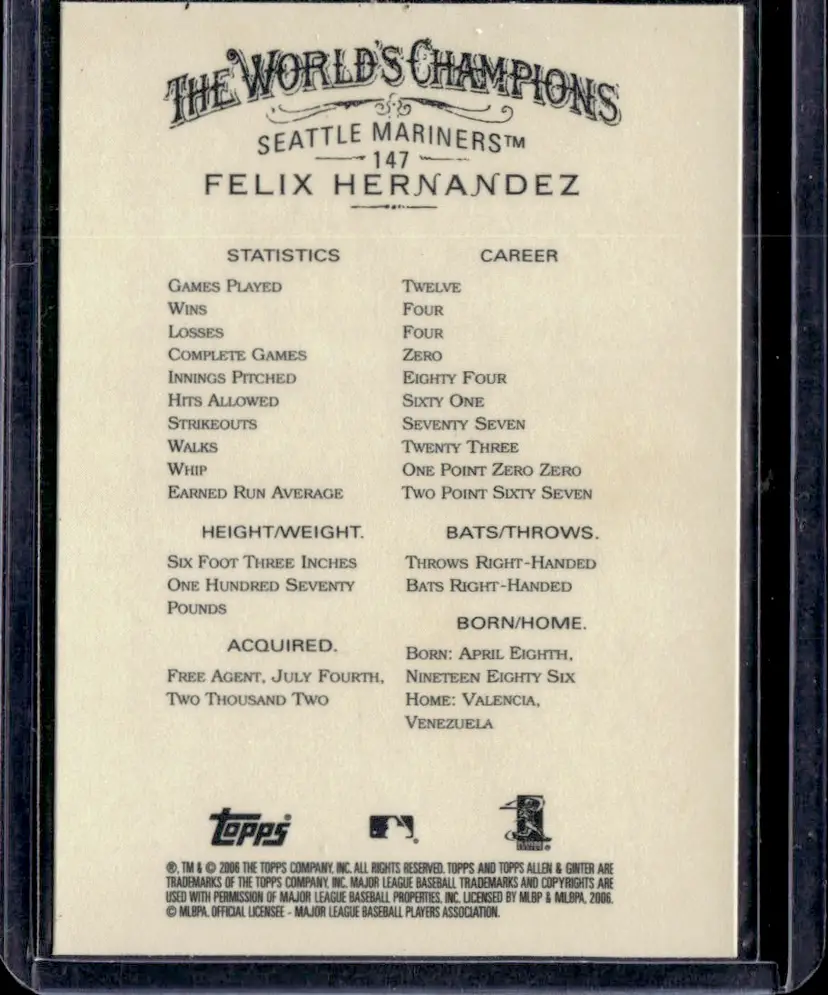 THE WORLD'S CHAMPIONS
SEATTLE MARINERS™
147
FELIX HERNANDEZ
STATISTICS CAREER
GAMES PLAYED TWELVE
WINS FOUR
LOSSES FOUR
COMPLETE GAMES ZERO
INNINGS PITCHED EIGHTY FOUR
HITS ALLOWED SIXTY ONE
STRIKEOUTS SEVENTY SEVEN
WALKS TWENTY THREE
WHIP ONE POINT ZERO ZERO
EARNED RUN AVERAGE TWO POINT SIXTY SEVEN
HEIGHT/WEIGHT.
SIX FOOT THREE INCHES
ONE HUNDRED SEVENTY
POUNDS
ACQUIRED.
FREE AGENT, JULY FOURTH,
TWO THOUSAND TWO
BATS/THROWS.
THROWS RIGHT-HANDED
BATS RIGHT-HANDED
BORN/HOME.
BORN: APRIL EIGHTH,
NINETEEN EIGHTY SIX
HOME: VALENCIA,
VENEZUELA
Topps ® ®
®, TM & © 2006 THE TOPPS COMPANY, INC. ALL RIGHTS RESERVED. TOPPS AND TOPPS ALLEN & GINTER ARE
TRADEMARKS OF THE TOPPS COMPANY, INC. MAJOR LEAGUE BASEBALL TRADEMARKS AND COPYRIGHTS ARE
USED WITH PERMISSION OF MAJOR LEAGUE BASEBALL PROPERTIES, INC. LICENSED BY MLBP & MLBPA, 2006.
© MLBPA. OFFICIAL LICENSEE - MAJOR LEAGUE BASEBALL PLAYERS ASSOCIATION.